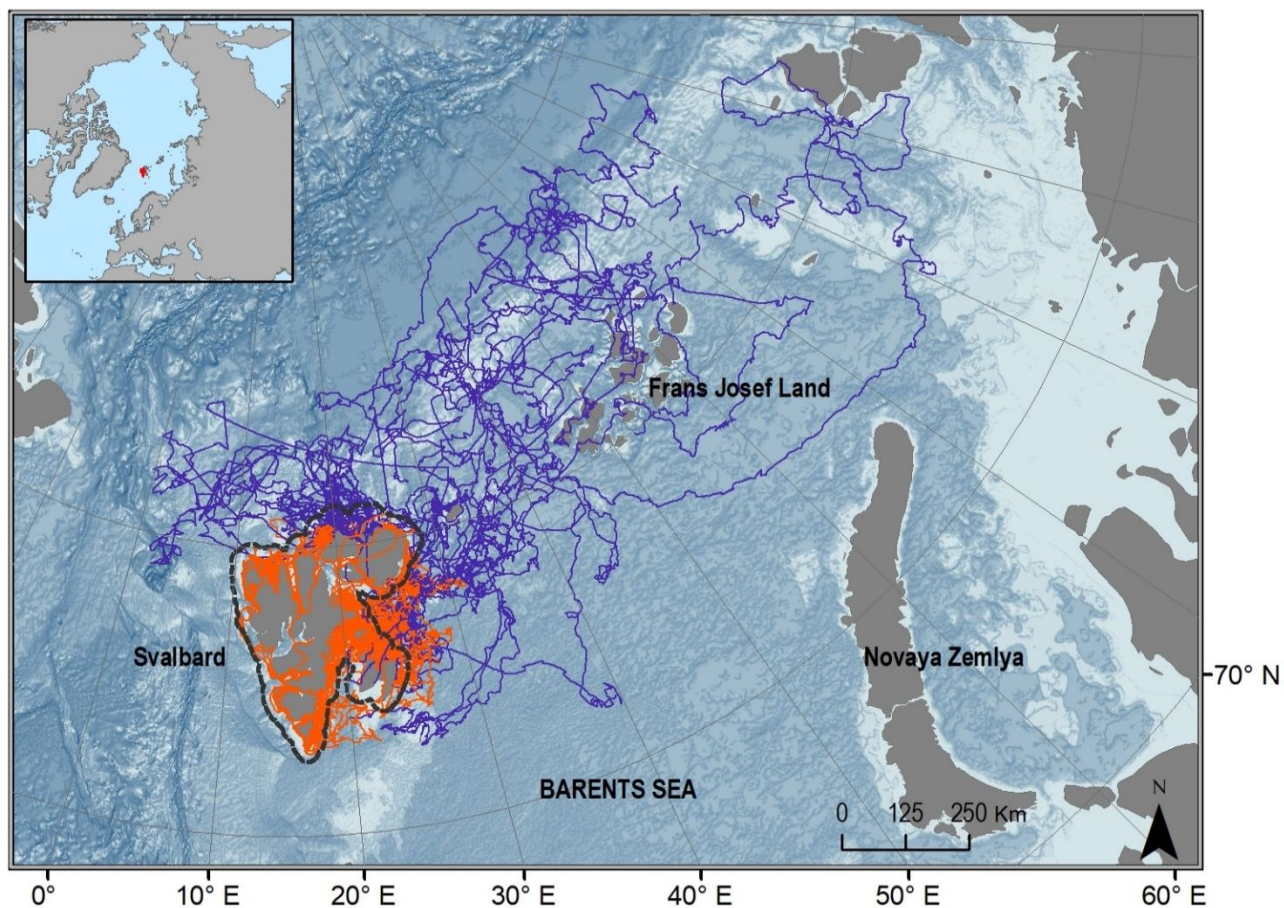 Frans Josef Land
Svalbard
Novaya Zemlya
70° N
BARENTS SEA
N
0 125 250 Km
0° 10° E 20° E 30° E 40° E 50° E 60° E